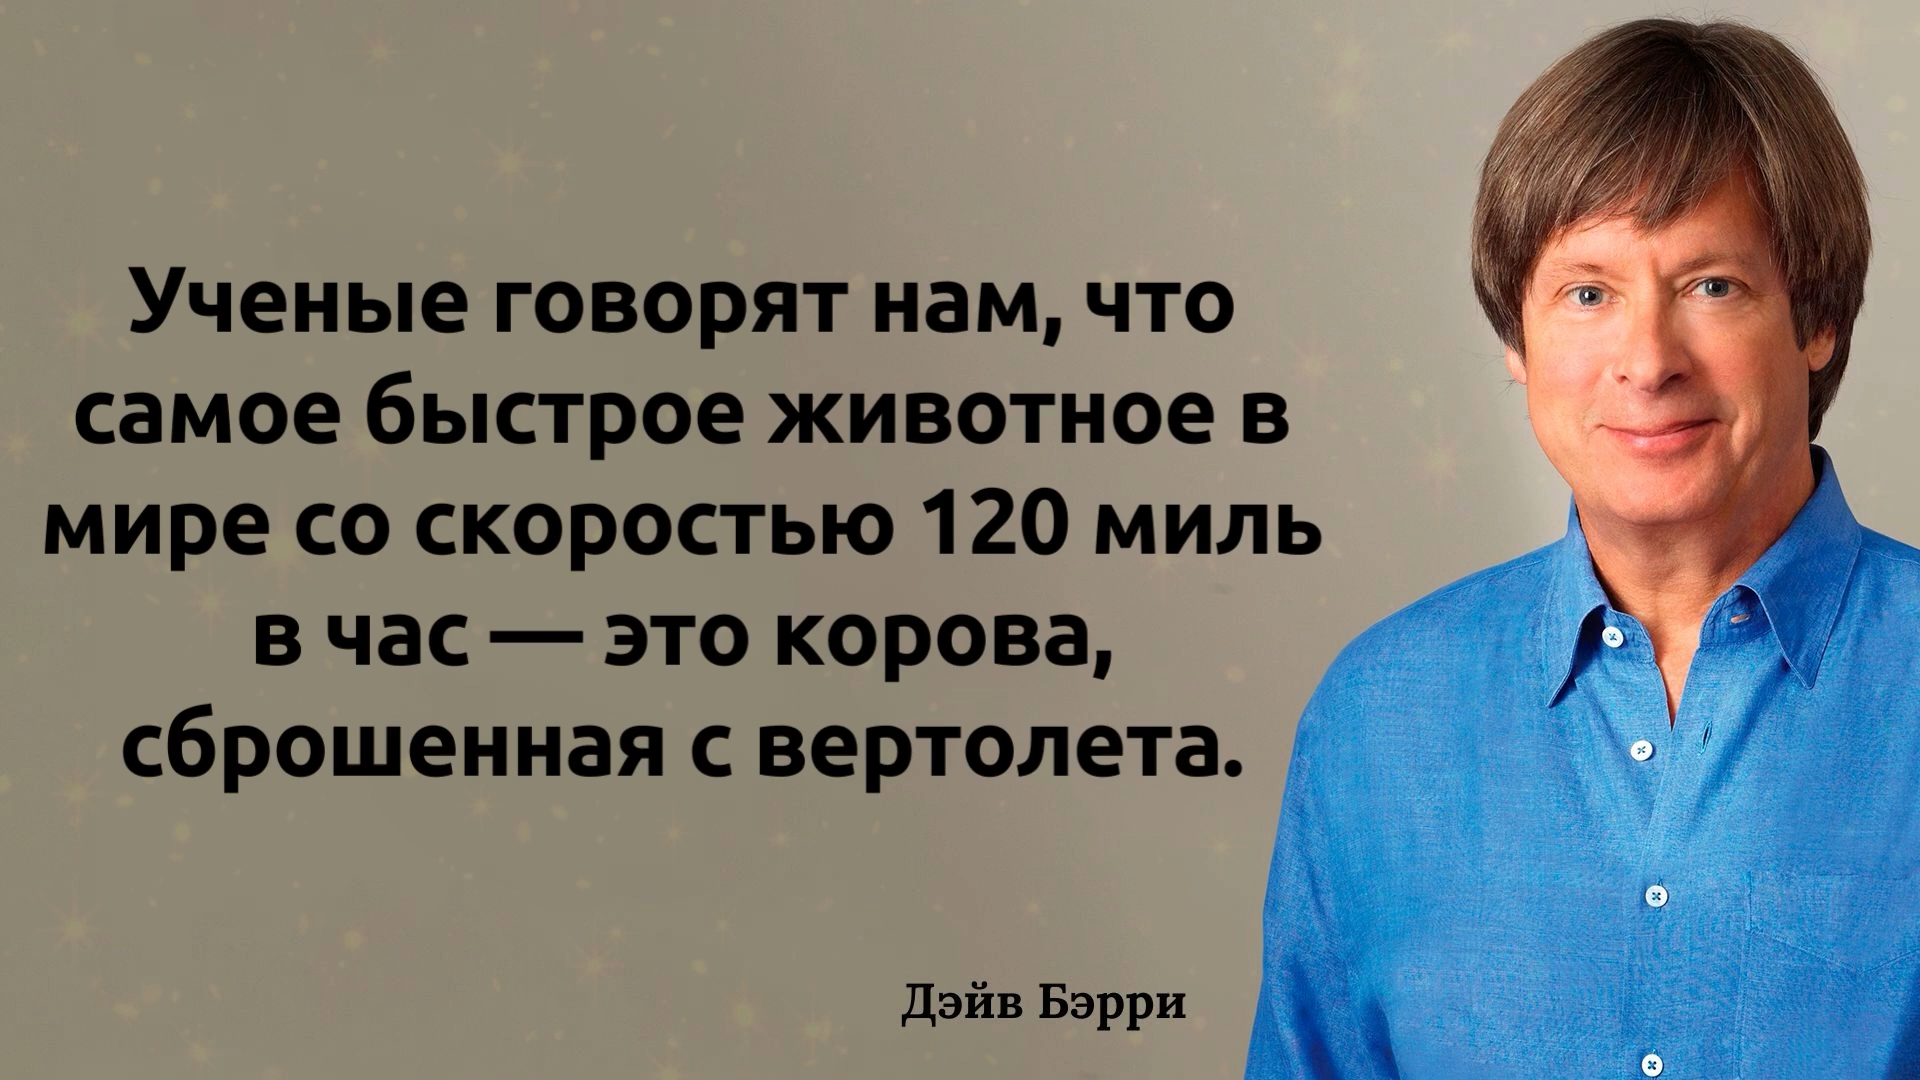 Ученые говорят нам, что
самое быстрое животное в
мире со скоростью 120 миль
в час — это корова,
сброшенная с вертолета.
Дэйв Бэрри